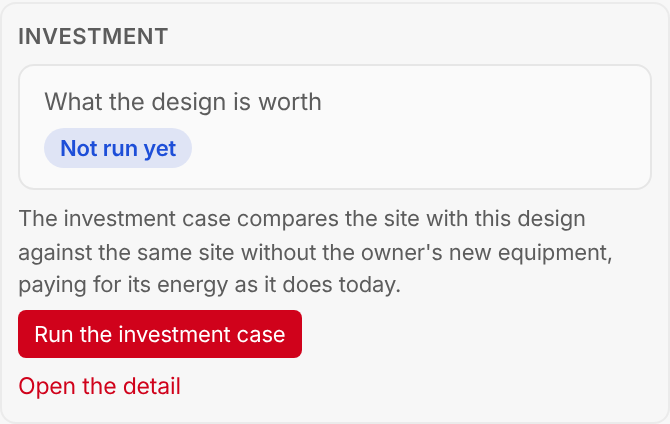 INVESTMENT
What the design is worth
Not run yet
The investment case compares the site with this design
against the same site without the owner's new equipment,
paying for its energy as it does today.
Run the investment case
Open the detail